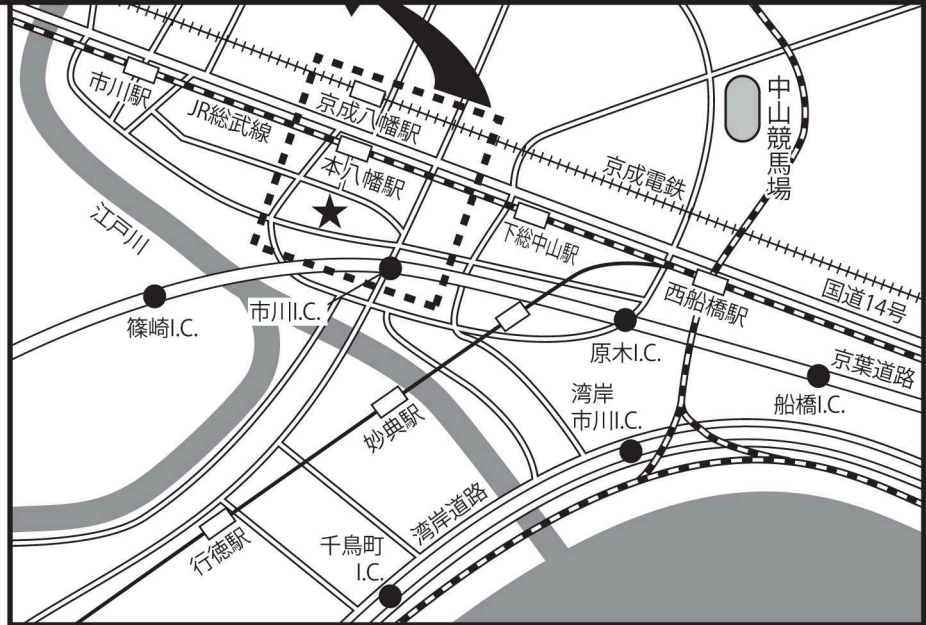 市川駅
JR総武線
京成八幡駅
本八幡駅
中山競馬場
京成電鉄
下総中山駅
江戸川
篠崎I.C.
市川I.C.
西船橋駅
国道14号
原木I.C.
京葉道路
船橋I.C.
湾岸
市川I.C.
妙典駅
湾岸道路
行徳駅
千鳥町
I.C.